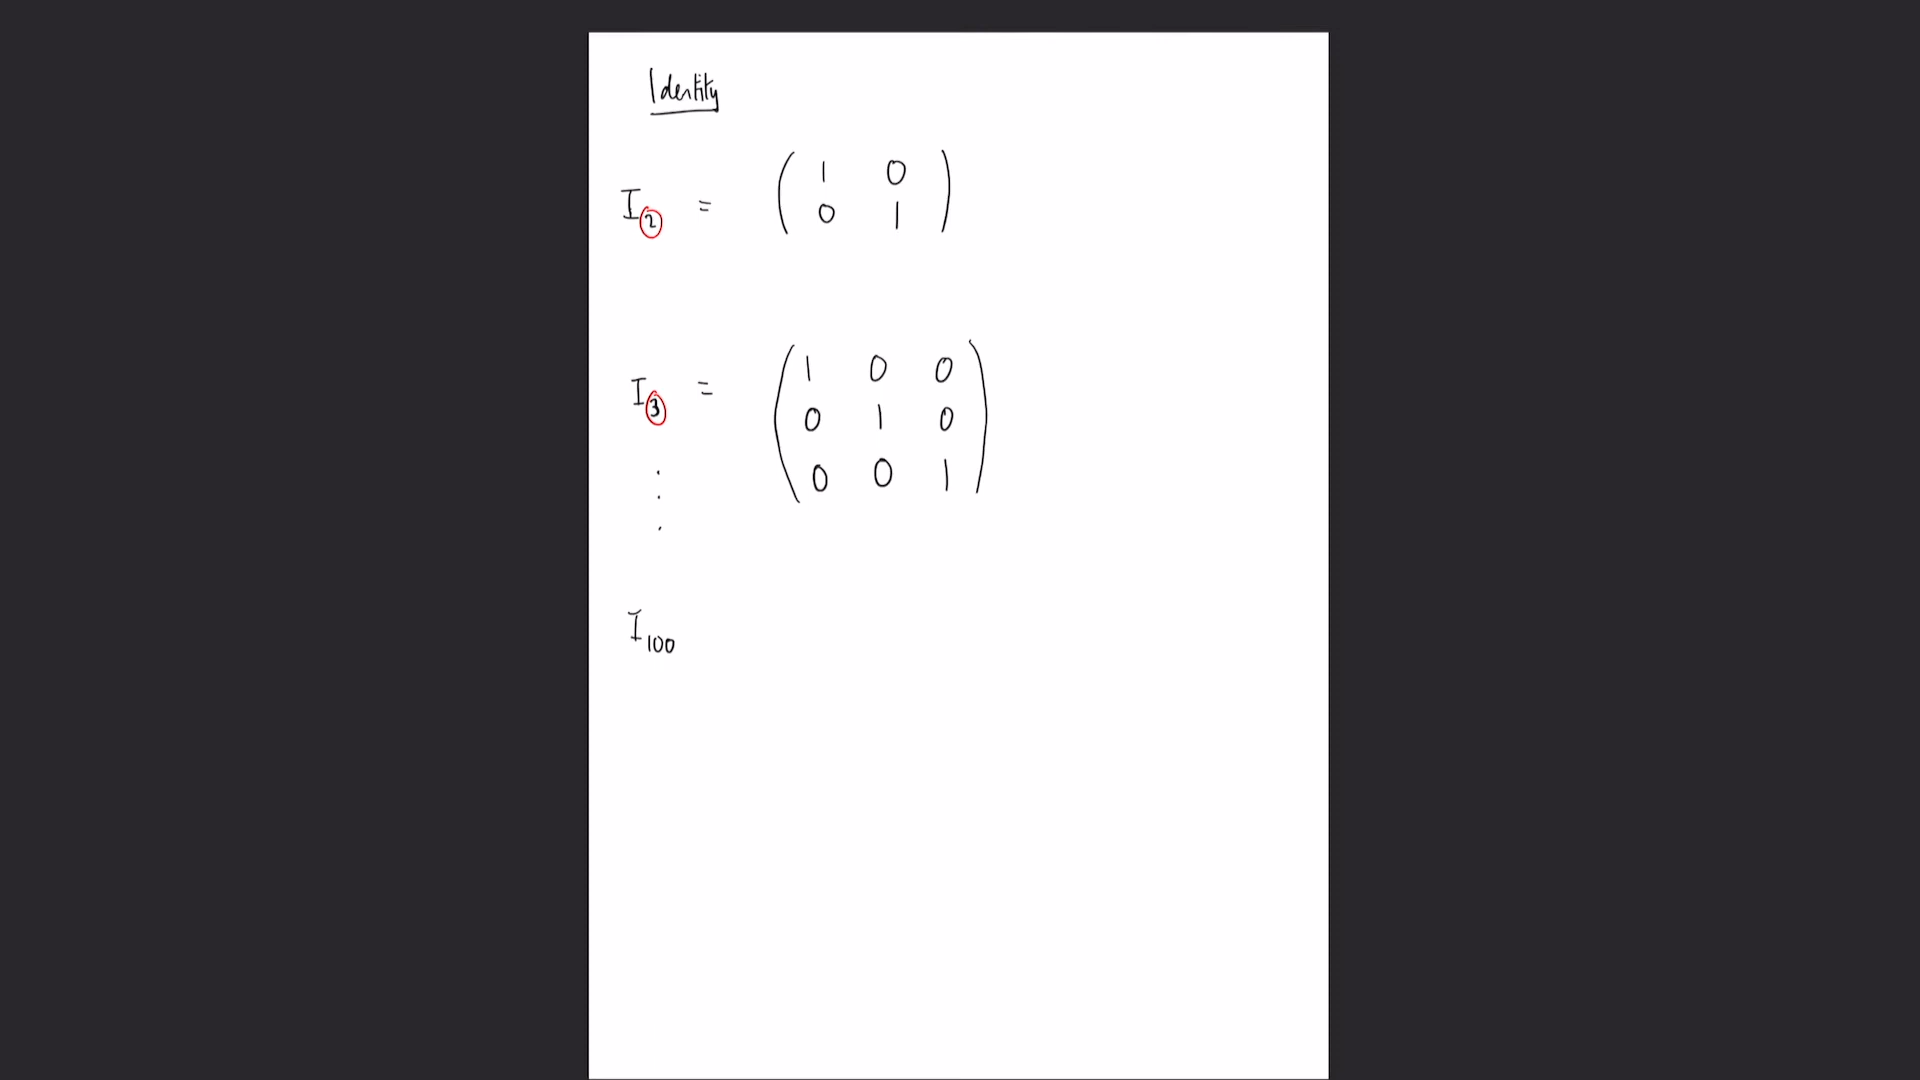 Identity
I₂ = ( 1 0
0 1 )
I₃ = ( 1 0 0
0 1 0
0 0 1 )
⋮
I₁₀₀